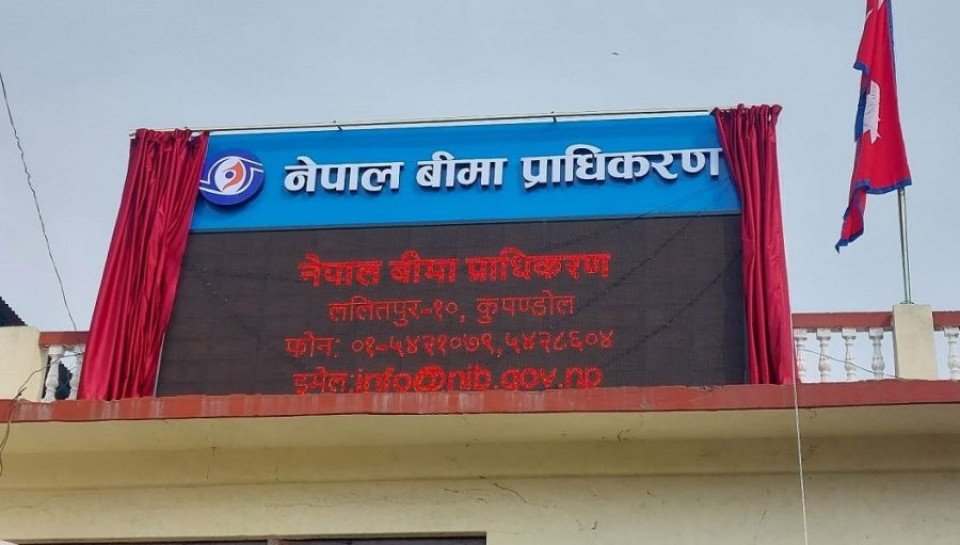 नेपाल बीमा प्राधिकरण
नेपाल बीमा प्राधिकरण
ललितपुर-१०, कुपण्डोल
फोन: ०१-५४२१०७९,५४२८६०४
इमेल:info@nib.gov.np